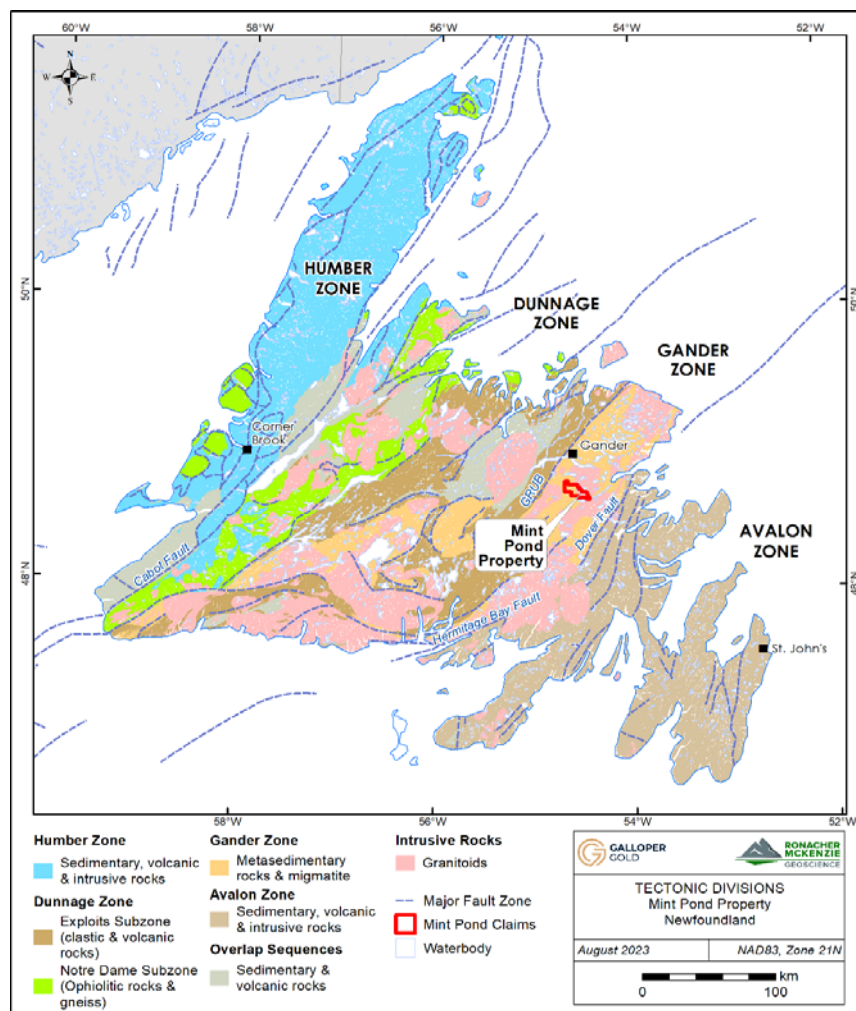 60°W
58°W
56°W
54°W
52°W
N
W
E
S
50°N
50°N
HUMBER
ZONE
DUNNAGE
ZONE
GANDER
ZONE
Corner
Brook
Gander
GRUB
Mint
Pond
Property
Dover Fault
AVALON
ZONE
48°N
48°N
Cabot Fault
Hermitage Bay Fault
St. John's
58°W
56°W
54°W
52°W
Humber Zone
Sedimentary, volcanic
& intrusive rocks
Dunnage Zone
Exploits Subzone
(clastic & volcanic
rocks)
Notre Dame Subzone
(Ophiolitic rocks &
gneiss)
Gander Zone
Metasedimentary
rocks & migmatite
Avalon Zone
Sedimentary, volcanic
& intrusive rocks
Overlap Sequences
Sedimentary &
volcanic rocks
Intrusive Rocks
Granitoids
Major Fault Zone
Mint Pond Claims
Waterbody
GALLOPER
GOLD
RONACHER
MCKENZIE
GEOSCIENCE
TECTONIC DIVISIONS
Mint Pond Property
Newfoundland
August 2023
NAD83, Zone 21N
km
0
100